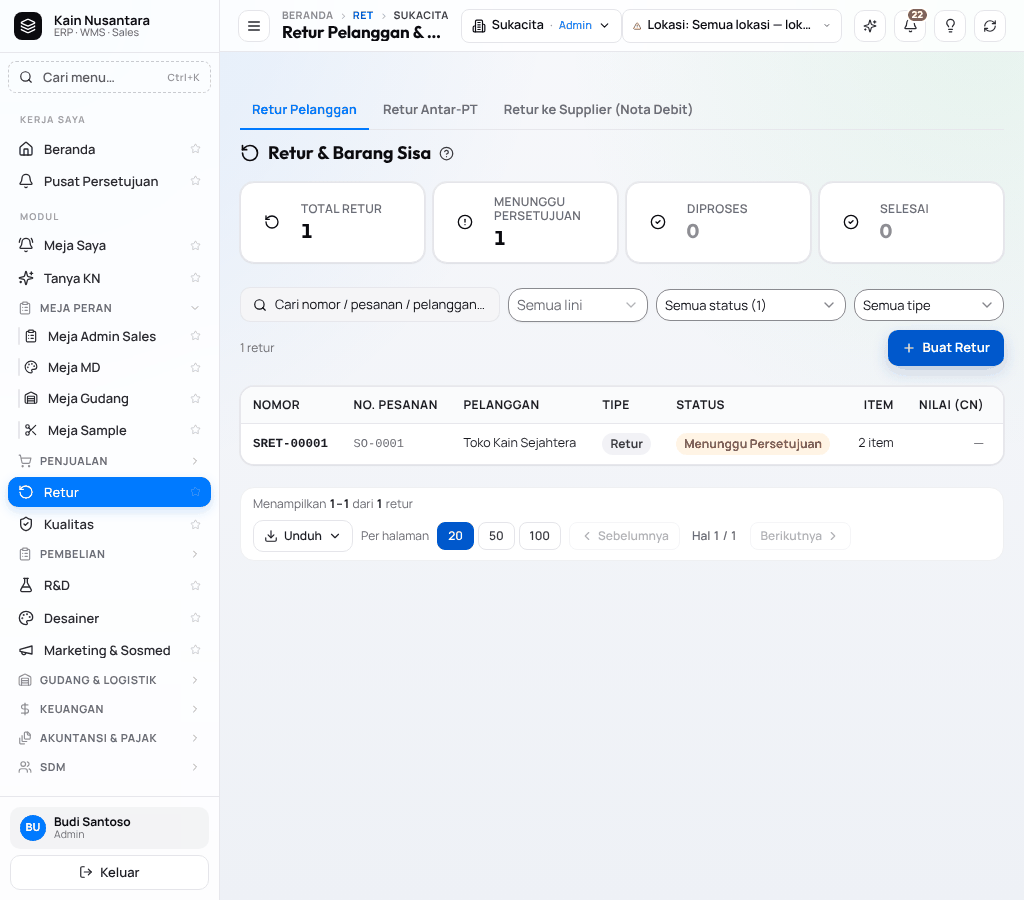 Kain Nusantara
ERP · WMS · Sales
Cari menu... Ctrl+K
KERJA SAYA
Beranda
Pusat Persetujuan
MODUL
Meja Saya
Tanya KN
MEJA PERAN
Meja Admin Sales
Meja MD
Meja Gudang
Meja Sample
PENJUALAN
Retur
Kualitas
PEMBELIAN
R&D
Desainer
Marketing & Sosmed
GUDANG & LOGISTIK
KEUANGAN
AKUNTANSI & PAJAK
SDM
BU
Budi Santoso
Admin
Keluar
BERANDA > RET > SUKACITA
Retur Pelanggan & ...
Sukacita · Admin
Lokasi: Semua lokasi — lok...
22
Retur Pelanggan Retur Antar-PT Retur ke Supplier (Nota Debit)
Retur & Barang Sisa
TOTAL RETUR
1
MENUNGGU
PERSETUJUAN
1
DIPROSES
0
SELESAI
0
Cari nomor / pesanan / pelanggan... Semua lini Semua status (1) Semua tipe
1 retur
Buat Retur
NOMOR NO. PESANAN PELANGGAN TIPE STATUS ITEM NILAI (CN)
SRET-00001 SO-0001 Toko Kain Sejahtera Retur Menunggu Persetujuan 2 item —
Menampilkan 1–1 dari 1 retur
Unduh Per halaman 20 50 100 Sebelumnya Hal 1 / 1 Berikutnya